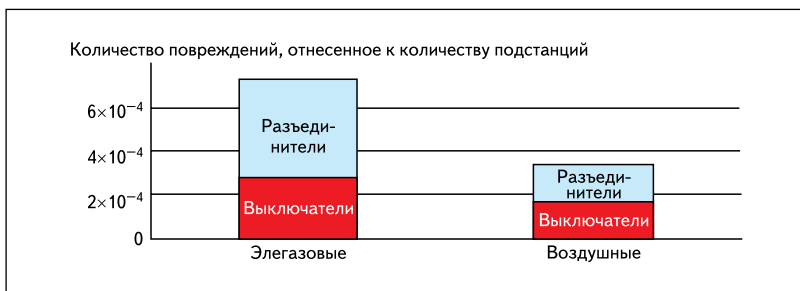 Количество повреждений, отнесенное к количеству подстанций
6×10⁻⁴
4×10⁻⁴
2×10⁻⁴
0
Разъеди-
нители
Выключатели
Разъеди-
нители
Выключатели
Элегазовые
Воздушные